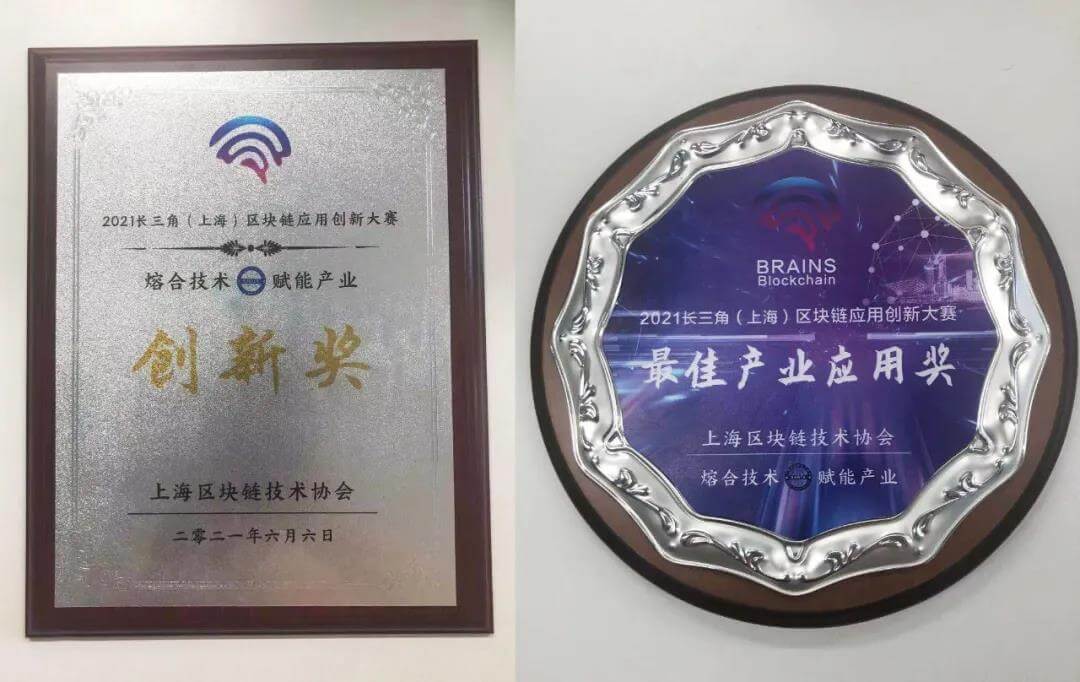 2021长三角(上海)区块链应用创新大赛
熔合技术 赋能产业
创新奖
上海区块链技术协会
二零二一年六月六日
BRAINS
Blockchain
2021长三角(上海)区块链应用创新大赛
最佳产业应用奖
上海区块链技术协会
熔合技术 赋能产业